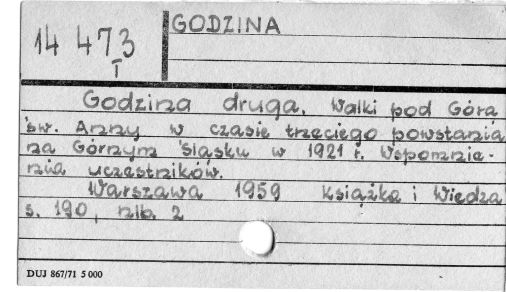 14 473
I
GODZINA
Godzina druga. Walki pod Górą
św. Anny w czasie trzeciego powstania
na Górnym Śląsku w 1921 r. Wspomnie-
nia uczestników.
Warszawa 1959 Książka i Wiedza
s. 190, nlb 2
DUJ 867/71 5 000